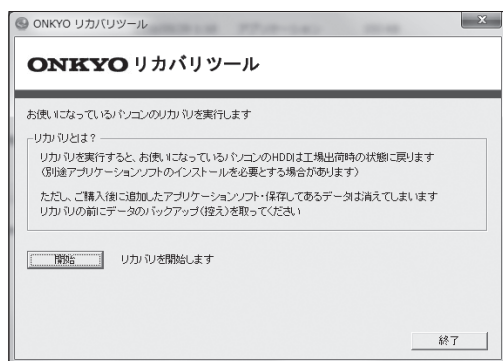 ONKYO リカバリツール
ONKYO リカバリツール
お使いになっているパソコンのリカバリを実行します
リカバリとは？
リカバリを実行すると、お使いになっているパソコンのHDDは工場出荷時の状態に戻ります
(別途アプリケーションソフトのインストールを必要とする場合があります)
ただし、ご購入後に追加したアプリケーションソフト・保存してあるデータは消えてしまいます
リカバリの前にデータのバックアップ(控え)を取ってください
開始 リカバリを開始します
終了